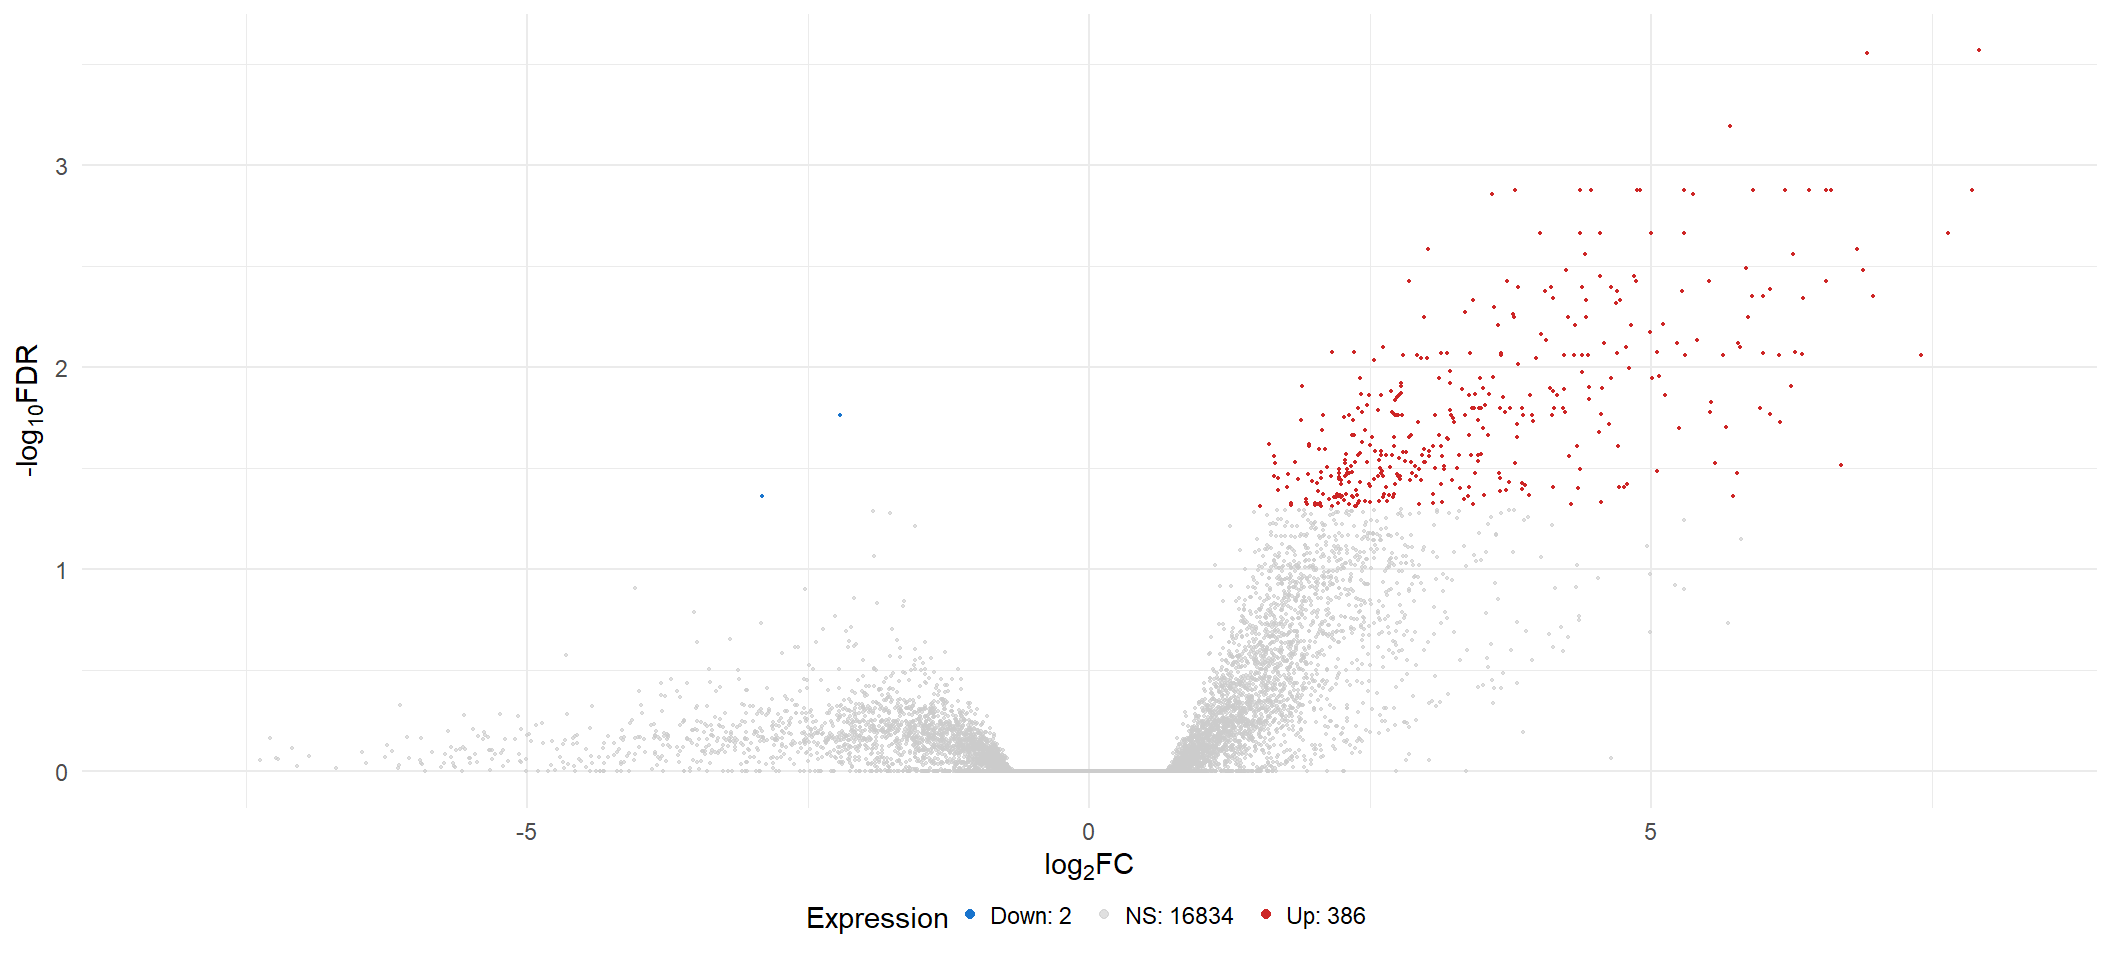 -log₁₀FDR
3
2
1
0
-5 0 5
log₂FC
Expression Down: 2 NS: 16834 Up: 386